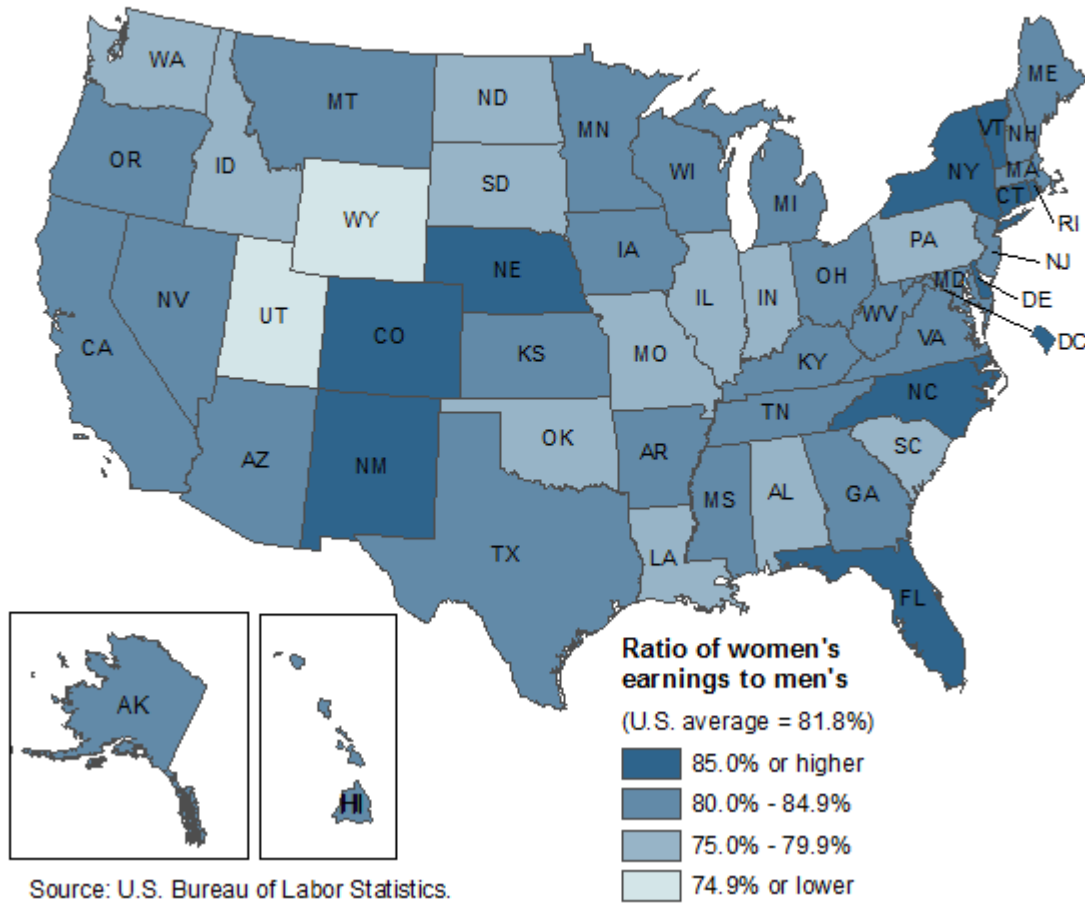 WA
MT
ND
MN
ME
VT
NH
OR
ID
SD
WI
NY
MA
MI
CT
RI
WY
IA
PA
NJ
NE
OH
MD
DE
NV
UT
CO
IL
IN
WV
VA
DC
CA
KS
MO
KY
NC
TN
AZ
NM
OK
AR
SC
MS
AL
GA
TX
LA
FL
AK
HI
Ratio of women's
earnings to men's
(U.S. average = 81.8%)
85.0% or higher
80.0% - 84.9%
75.0% - 79.9%
74.9% or lower
Source: U.S. Bureau of Labor Statistics.